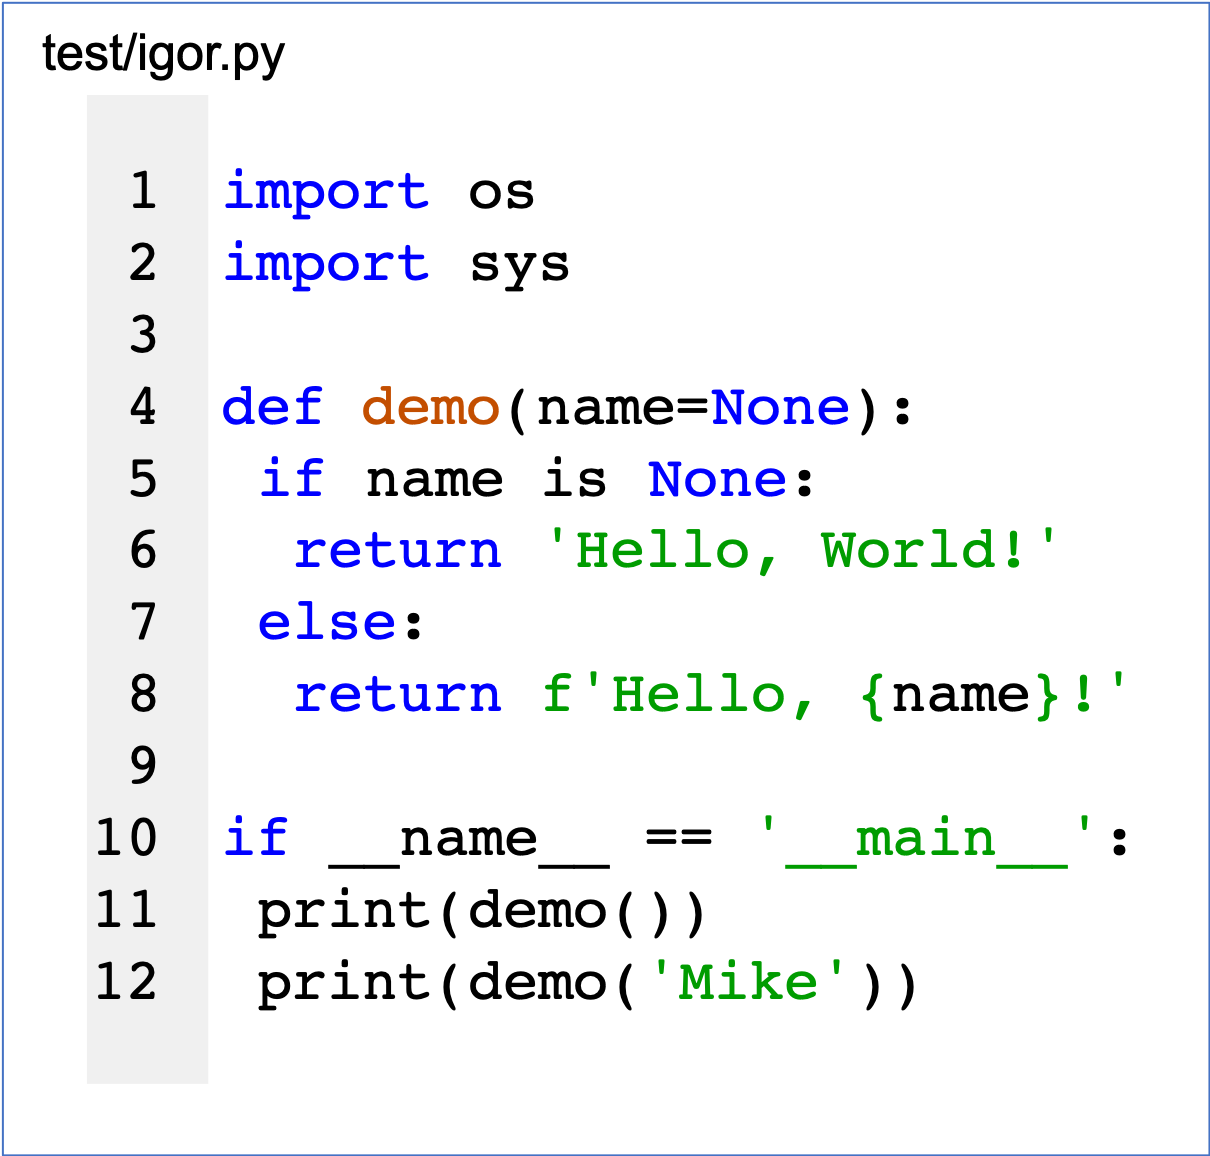 test/igor.py
1 import os
2 import sys
3
4 def demo(name=None):
5  if name is None:
6   return 'Hello, World!'
7  else:
8   return f'Hello, {name}!'
9
10 if __name__ == '__main__':
11  print(demo())
12  print(demo('Mike'))